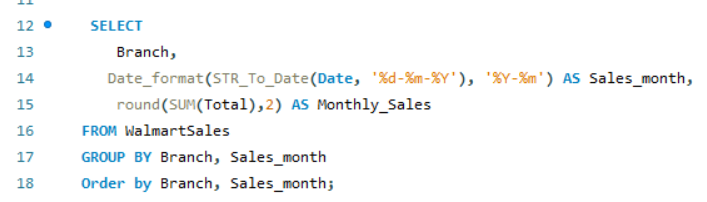 12 SELECT
13 Branch,
14 Date_format(STR_To_Date(Date, '%d-%m-%Y'), '%Y-%m') AS Sales_month,
15 round(SUM(Total),2) AS Monthly_Sales
16 FROM WalmartSales
17 GROUP BY Branch, Sales_month
18 Order by Branch, Sales_month;